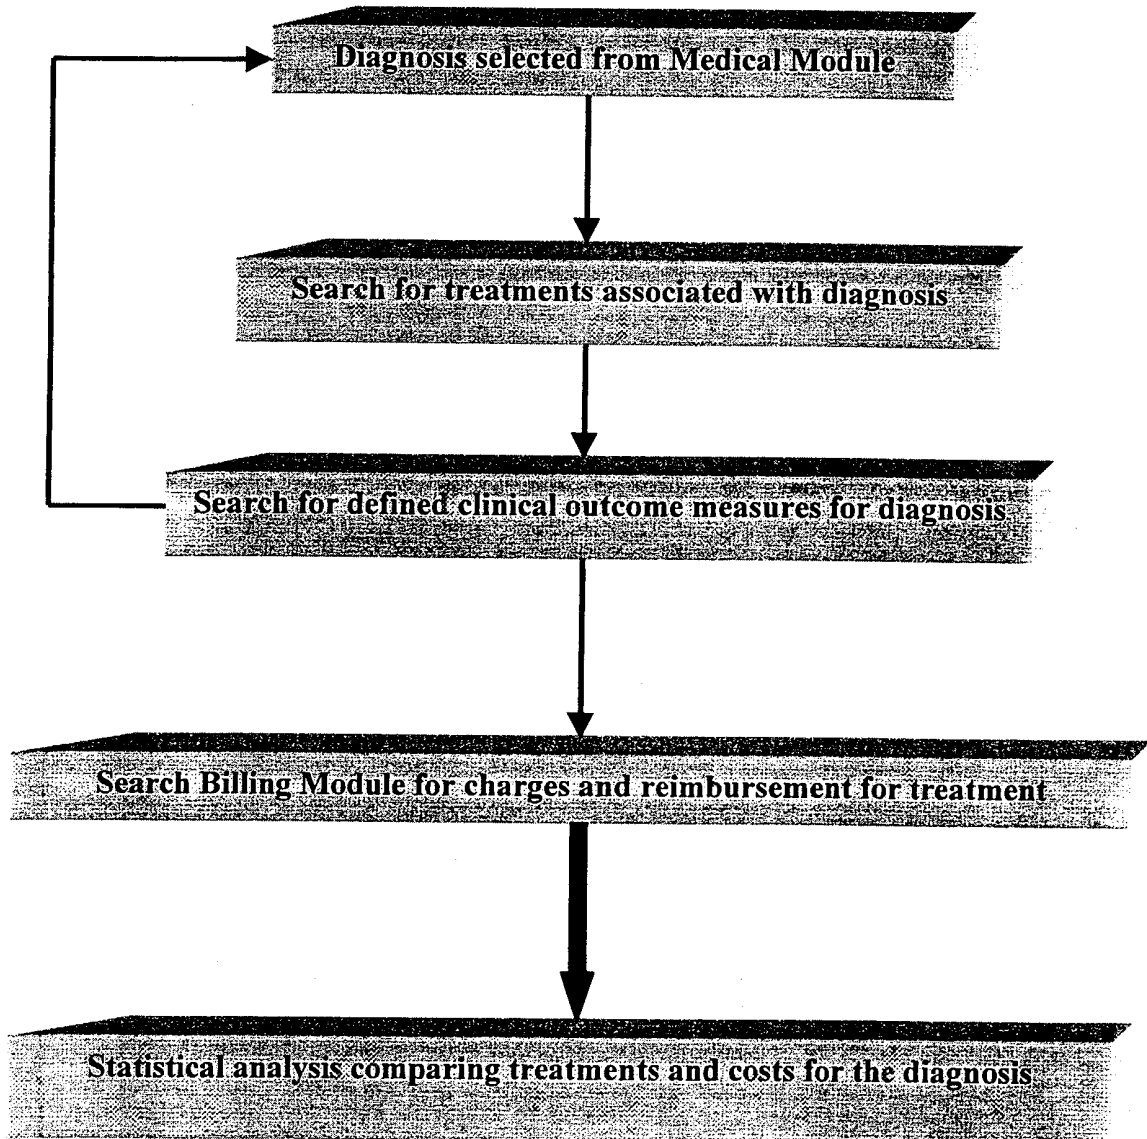 Diagnosis selected from Medical Module
Search for treatments associated with diagnosis
Search for defined clinical outcome measures for diagnosis
Search Billing Module for charges and reimbursement for treatment
Statistical analysis comparing treatments and costs for the diagnosis